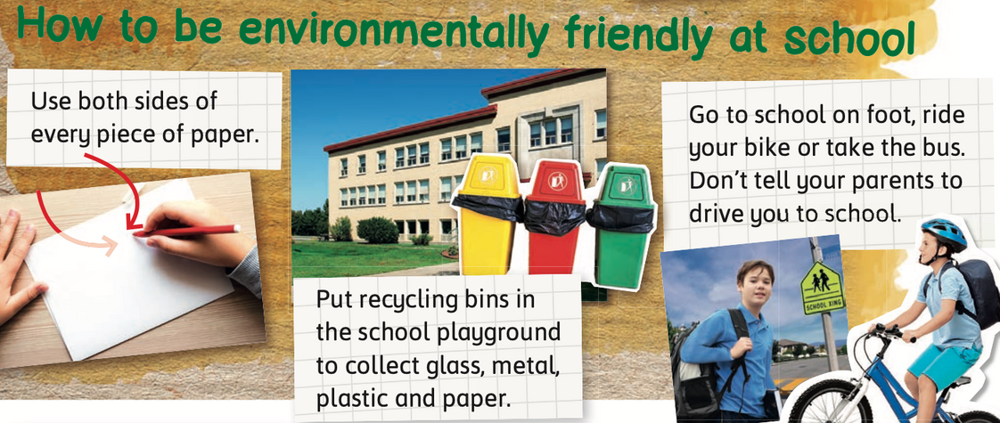 How to be environmentally friendly at school
Use both sides of
every piece of paper.
Put recycling bins in
the school playground
to collect glass, metal,
plastic and paper.
Go to school on foot, ride
your bike or take the bus.
Don't tell your parents to
drive you to school.
SCHOOL XING